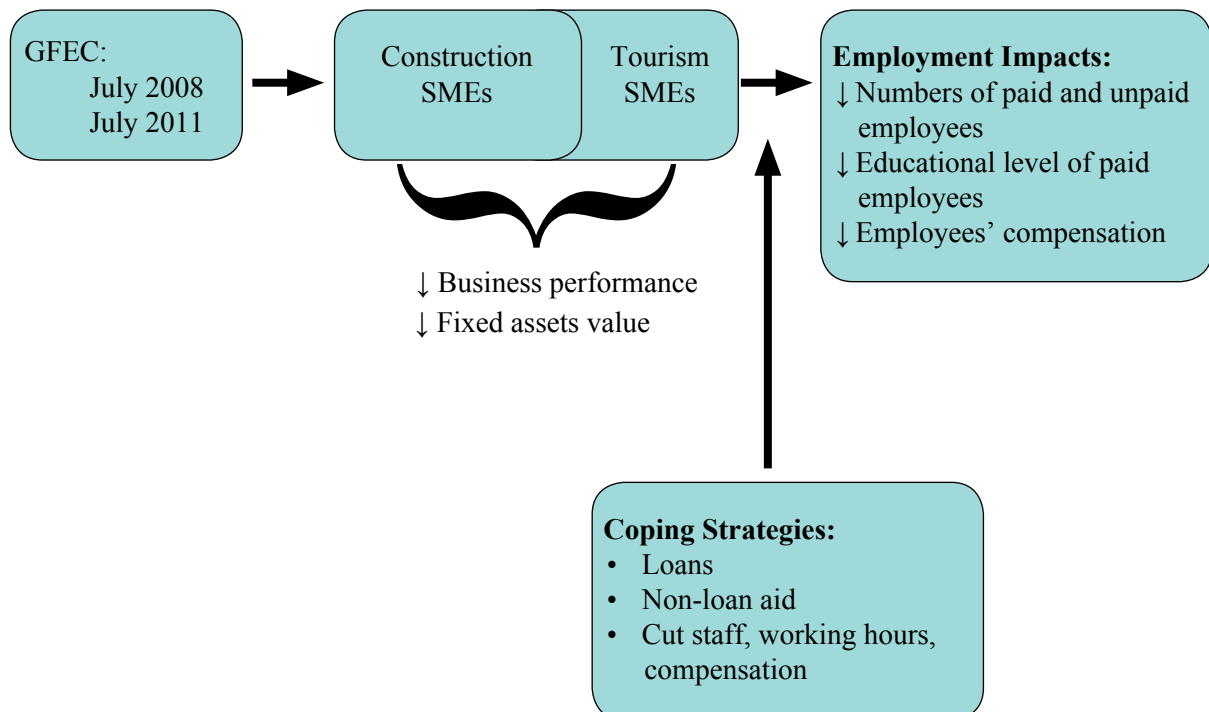 GFEC:
July 2008
July 2011
Construction
SMEs
Tourism
SMEs
↓ Business performance
↓ Fixed assets value
Employment Impacts:
↓ Numbers of paid and unpaid
employees
↓ Educational level of paid
employees
↓ Employees’ compensation
Coping Strategies:
• Loans
• Non-loan aid
• Cut staff, working hours,
compensation